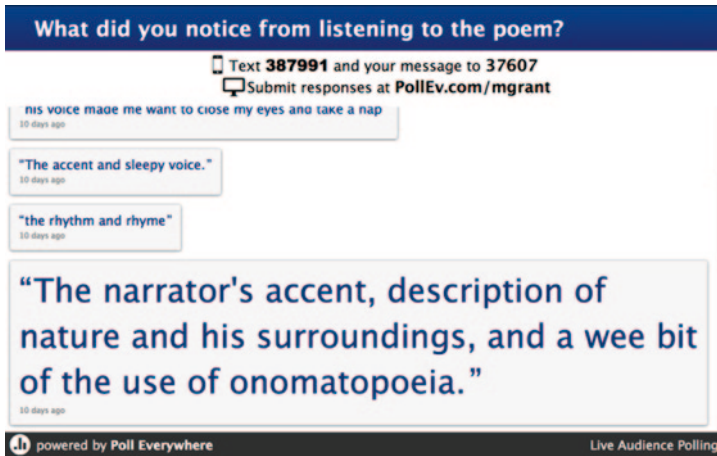 What did you notice from listening to the poem?
Text 387991 and your message to 37607
Submit responses at PollEv.com/mgrant
his voice made me want to close my eyes and take a nap
10 days ago
"The accent and sleepy voice."
10 days ago
"the rhythm and rhyme"
10 days ago
“The narrator's accent, description of
nature and his surroundings, and a wee bit
of the use of onomatopoeia.”
10 days ago
powered by Poll Everywhere
Live Audience Polling